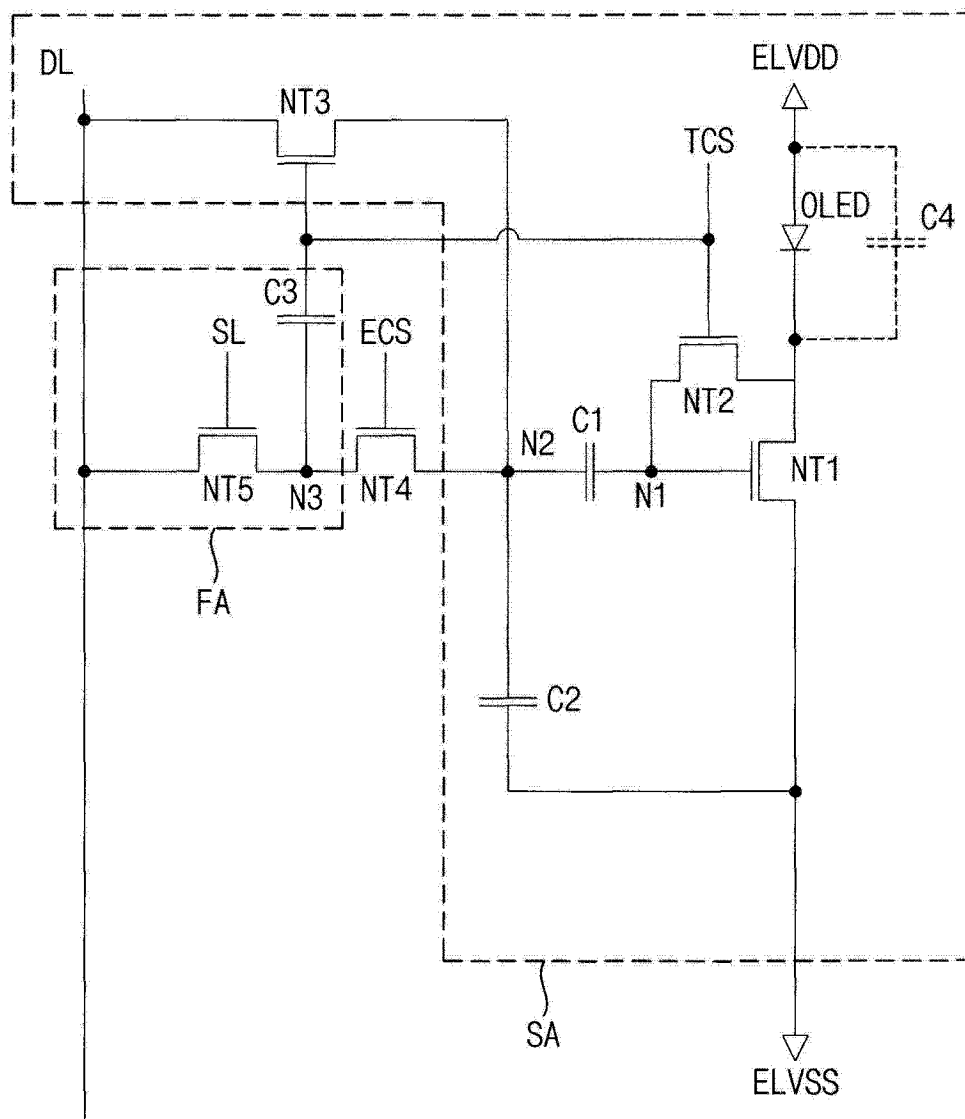 DL
ELVDD
NT3
TCS
OLED
C4
C3
SL
ECS
NT2
C1
N2
NT1
NT5
N3
NT4
N1
FA
C2
SA
ELVSS